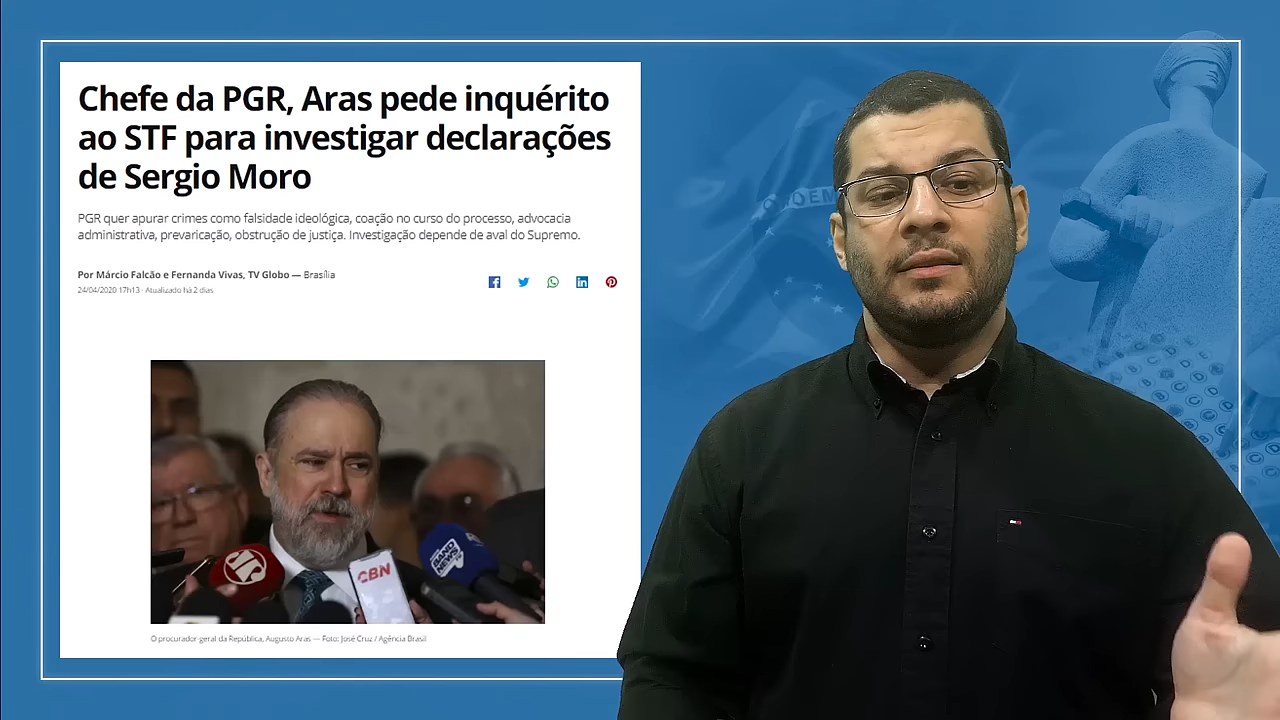 Chefe da PGR, Aras pede inquérito
ao STF para investigar declarações
de Sergio Moro
PGR quer apurar crimes como falsidade ideológica, coação no curso do processo, advocacia
administrativa, prevaricação, obstrução de justiça. Investigação depende de aval do Supremo.
Por Márcio Falcão e Fernanda Vivas, TV Globo — Brasília
24/04/2020 17h13 · Atualizado há 2 dias
CBN
BAND
NEWS
O procurador-geral da República, Augusto Aras — Foto: José Cruz / Agência Brasil
ORDEM